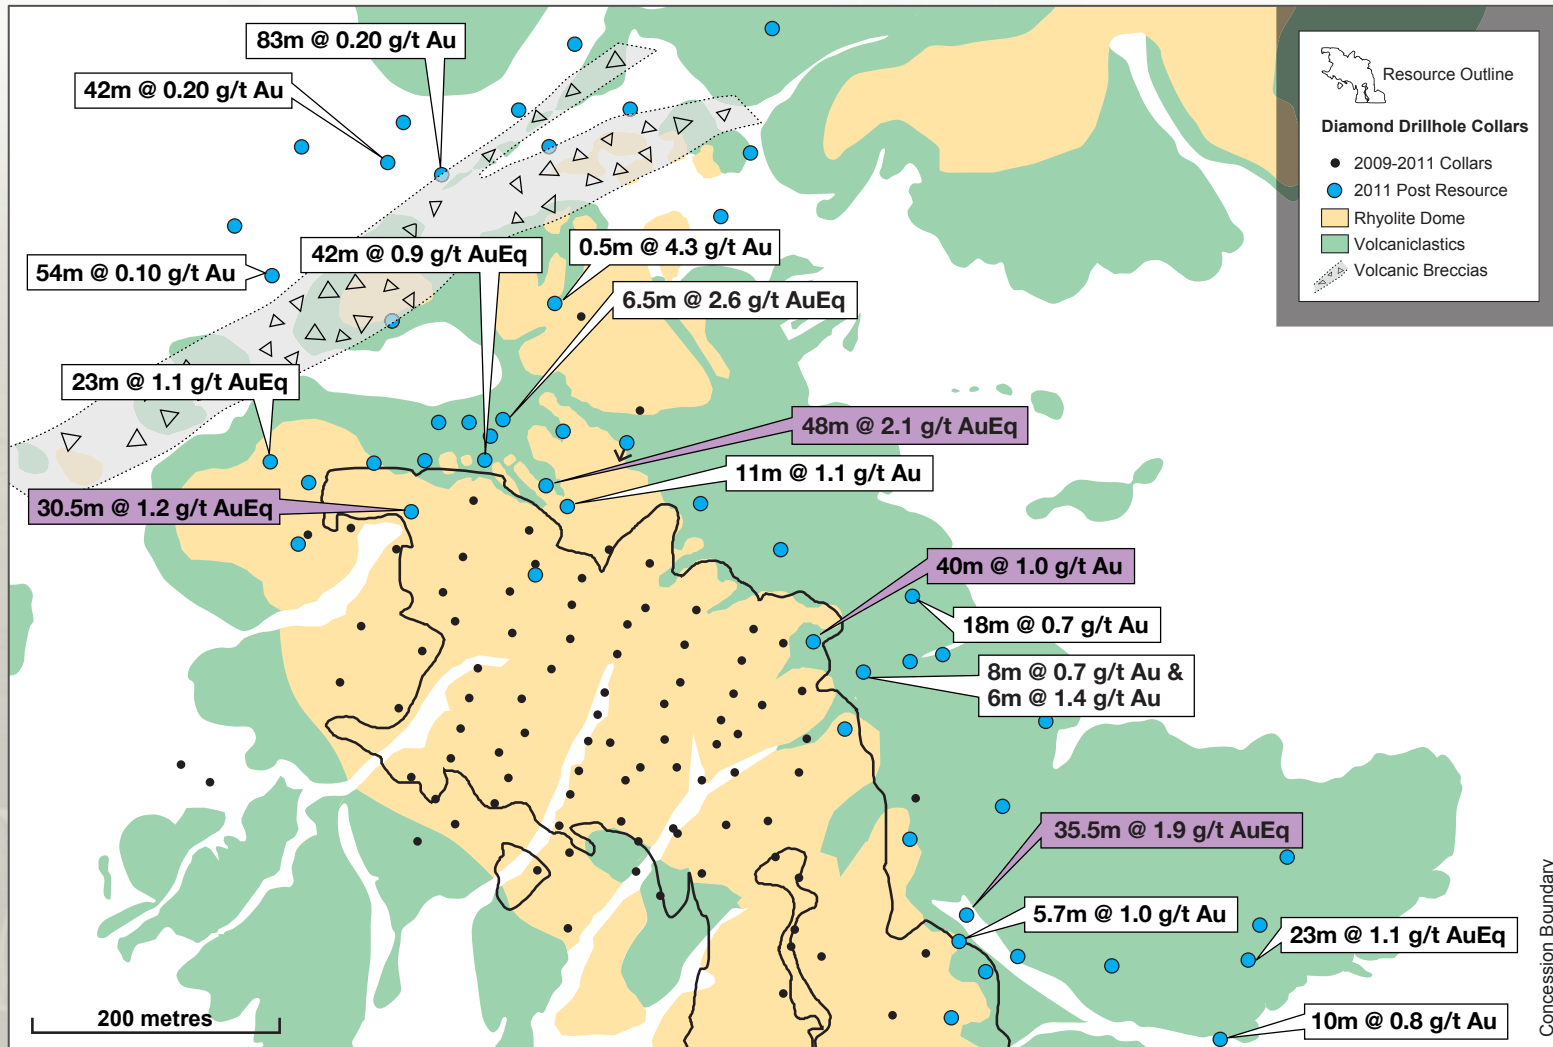 83m @ 0.20 g/t Au
42m @ 0.20 g/t Au
54m @ 0.10 g/t Au
42m @ 0.9 g/t AuEq
0.5m @ 4.3 g/t Au
6.5m @ 2.6 g/t AuEq
23m @ 1.1 g/t AuEq
48m @ 2.1 g/t AuEq
11m @ 1.1 g/t Au
30.5m @ 1.2 g/t AuEq
40m @ 1.0 g/t Au
18m @ 0.7 g/t Au
8m @ 0.7 g/t Au &
6m @ 1.4 g/t Au
35.5m @ 1.9 g/t AuEq
5.7m @ 1.0 g/t Au
23m @ 1.1 g/t AuEq
10m @ 0.8 g/t Au
200 metres
Resource Outline
Diamond Drillhole Collars
2009-2011 Collars
2011 Post Resource
Rhyolite Dome
Volcaniclastics
Volcanic Breccias
Concession Boundary